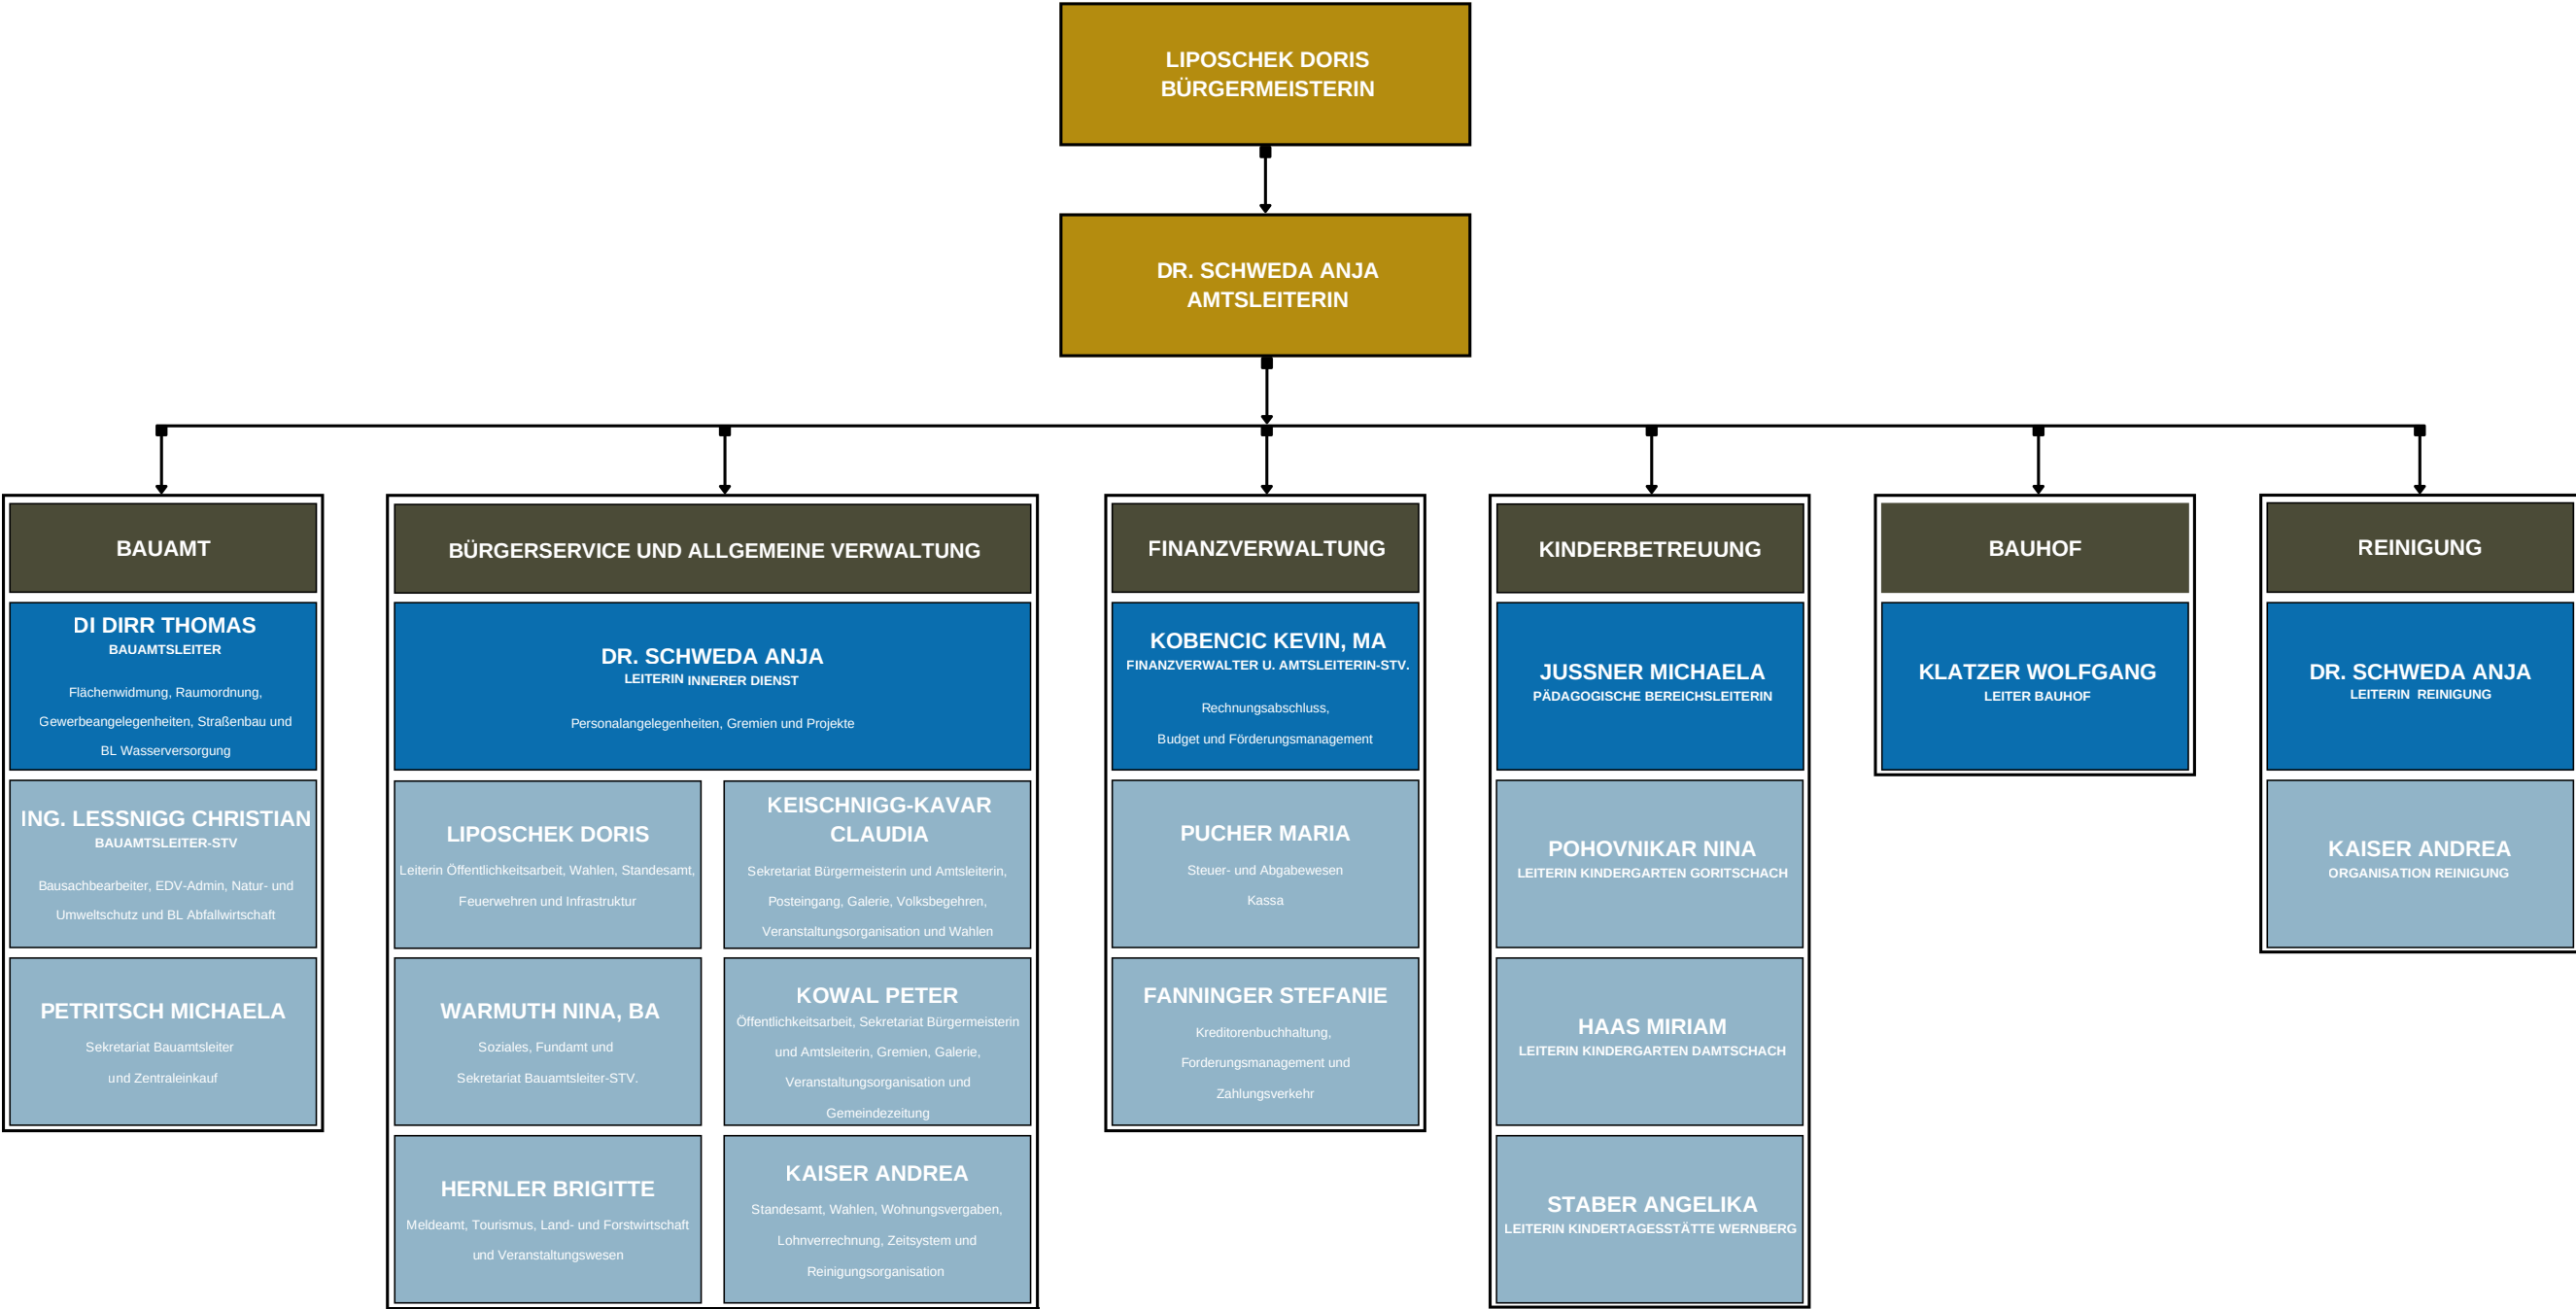 LIPOSCHEK DORIS
BÜRGERMEISTERIN
DR. SCHWEDA ANJA
AMTSLEITERIN
BAUAMT
DI DIRR THOMAS
BAUAMTSLEITER
Flächenwidmung, Raumordnung,
Gewerbeangelegenheiten, Straßenbau und
BL Wasserversorgung
ING. LESSNIGG CHRISTIAN
BAUAMTSLEITER-STV
Bausachbearbeiter, EDV-Admin, Natur- und
Umweltschutz und BL Abfallwirtschaft
PETRITSCH MICHAELA
Sekretariat Bauamtsleiter
und Zentraleinkauf
BÜRGERSERVICE UND ALLGEMEINE VERWALTUNG
DR. SCHWEDA ANJA
LEITERIN INNERER DIENST
Personalangelegenheiten, Gremien und Projekte
LIPOSCHEK DORIS
Leiterin Öffentlichkeitsarbeit, Wahlen, Standesamt,
Feuerwehren und Infrastruktur
KEISCHNIGG-KAVAR
CLAUDIA
Sekretariat Bürgermeisterin und Amtsleiterin,
Posteingang, Galerie, Volksbegehren,
Veranstaltungsorganisation und Wahlen
WARMUTH NINA, BA
Soziales, Fundamt und
Sekretariat Bauamtsleiter-STV.
KOWAL PETER
Öffentlichkeitsarbeit, Sekretariat Bürgermeisterin
und Amtsleiterin, Gremien, Galerie,
Veranstaltungsorganisation und
Gemeindezeitung
HERNLER BRIGITTE
Meldeamt, Tourismus, Land- und Forstwirtschaft
und Veranstaltungswesen
KAISER ANDREA
Standesamt, Wahlen, Wohnungsvergaben,
Lohnverrechnung, Zeitsystem und
Reinigungsorganisation
FINANZVERWALTUNG
KOBENCIC KEVIN, MA
FINANZVERWALTER U. AMTSLEITERIN-STV.
Rechnungsabschluss,
Budget und Förderungsmanagement
PUCHER MARIA
Steuer- und Abgabewesen
Kassa
FANNINGER STEFANIE
Kreditorenbuchhaltung,
Forderungsmanagement und
Zahlungsverkehr
KINDERBETREUUNG
JUSSNER MICHAELA
PÄDAGOGISCHE BEREICHSLEITERIN
POHOVNIKAR NINA
LEITERIN KINDERGARTEN GORITSCHACH
HAAS MIRIAM
LEITERIN KINDERGARTEN DAMTSCHACH
STABER ANGELIKA
LEITERIN KINDERTAGESSTÄTTE WERNBERG
BAUHOF
KLATZER WOLFGANG
LEITER BAUHOF
REINIGUNG
DR. SCHWEDA ANJA
LEITERIN REINIGUNG
KAISER ANDREA
ORGANISATION REINIGUNG